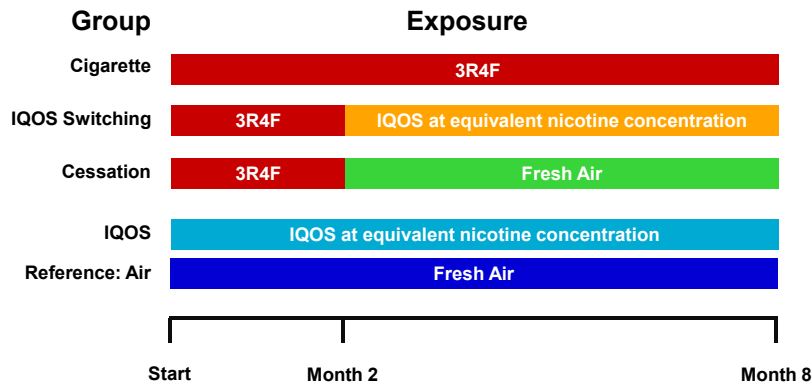 Group Exposure
Cigarette 3R4F
IQOS Switching 3R4F IQOS at equivalent nicotine concentration
Cessation 3R4F Fresh Air
IQOS IQOS at equivalent nicotine concentration
Reference: Air Fresh Air
Start Month 2 Month 8